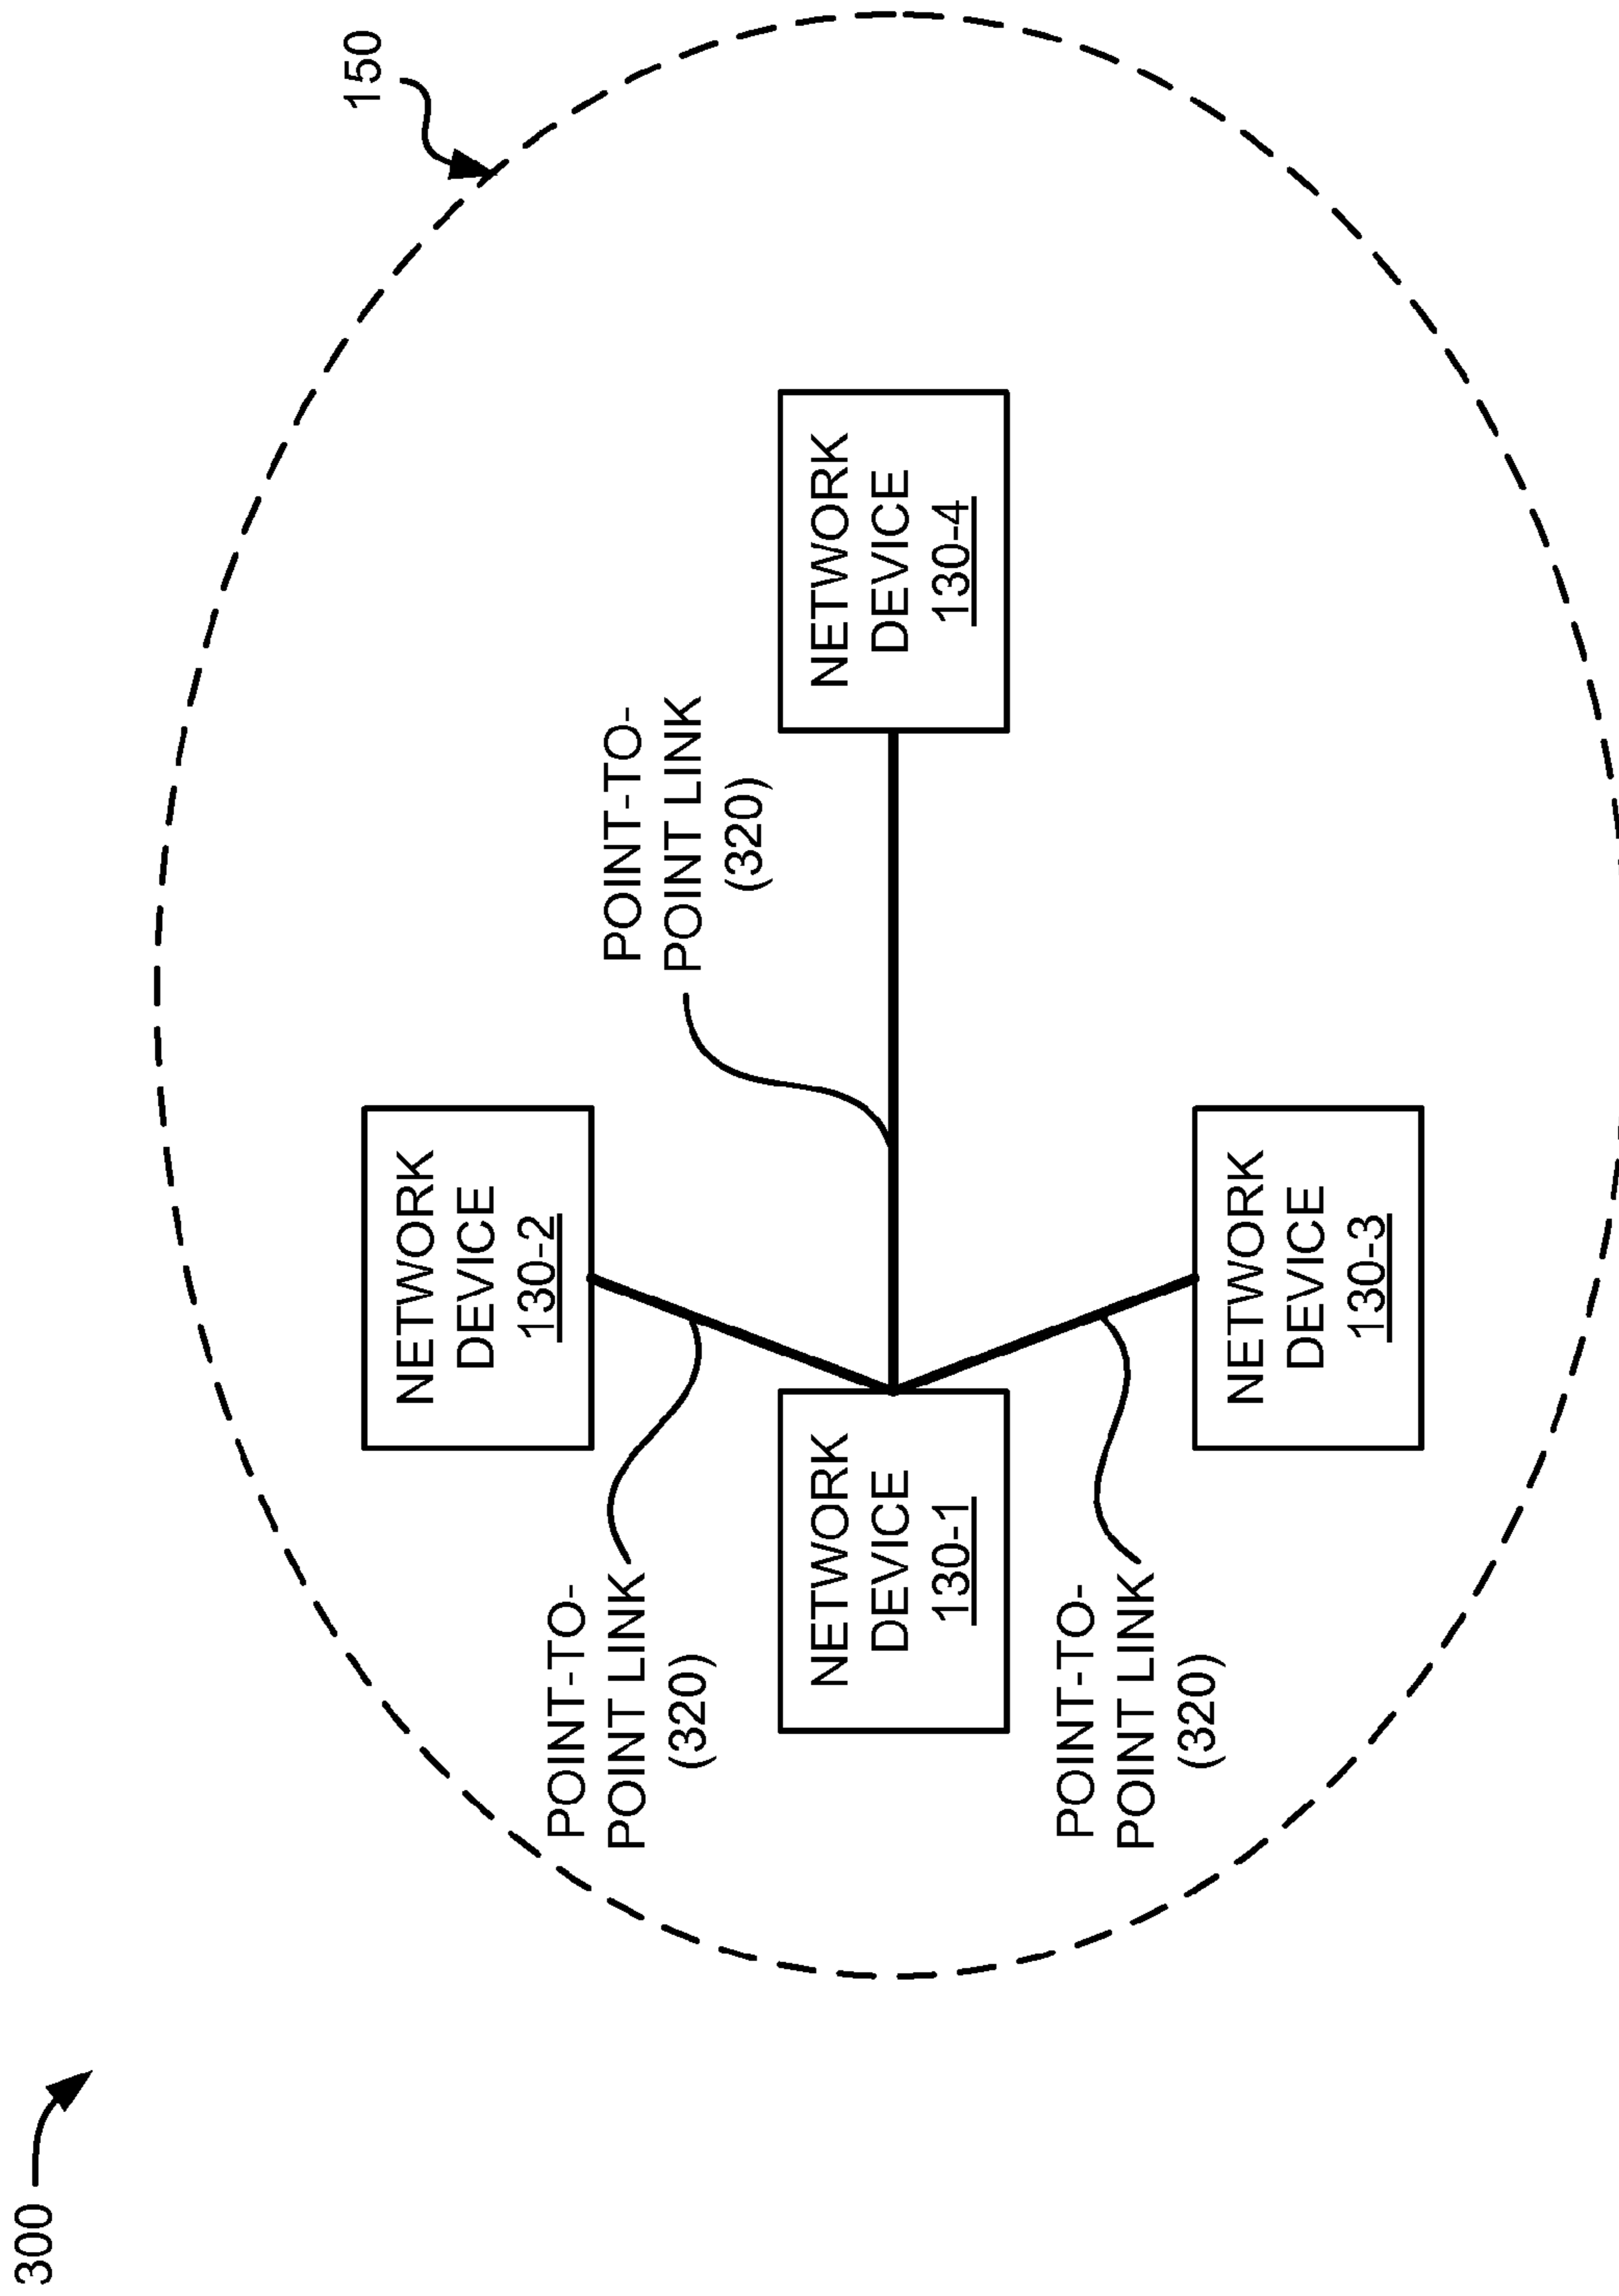 300
150
NETWORK
DEVICE
130-2
POINT-TO-
POINT LINK
(320)
POINT-TO-
POINT LINK
(320)
NETWORK
DEVICE
130-1
NETWORK
DEVICE
130-4
POINT-TO-
POINT LINK
(320)
NETWORK
DEVICE
130-3